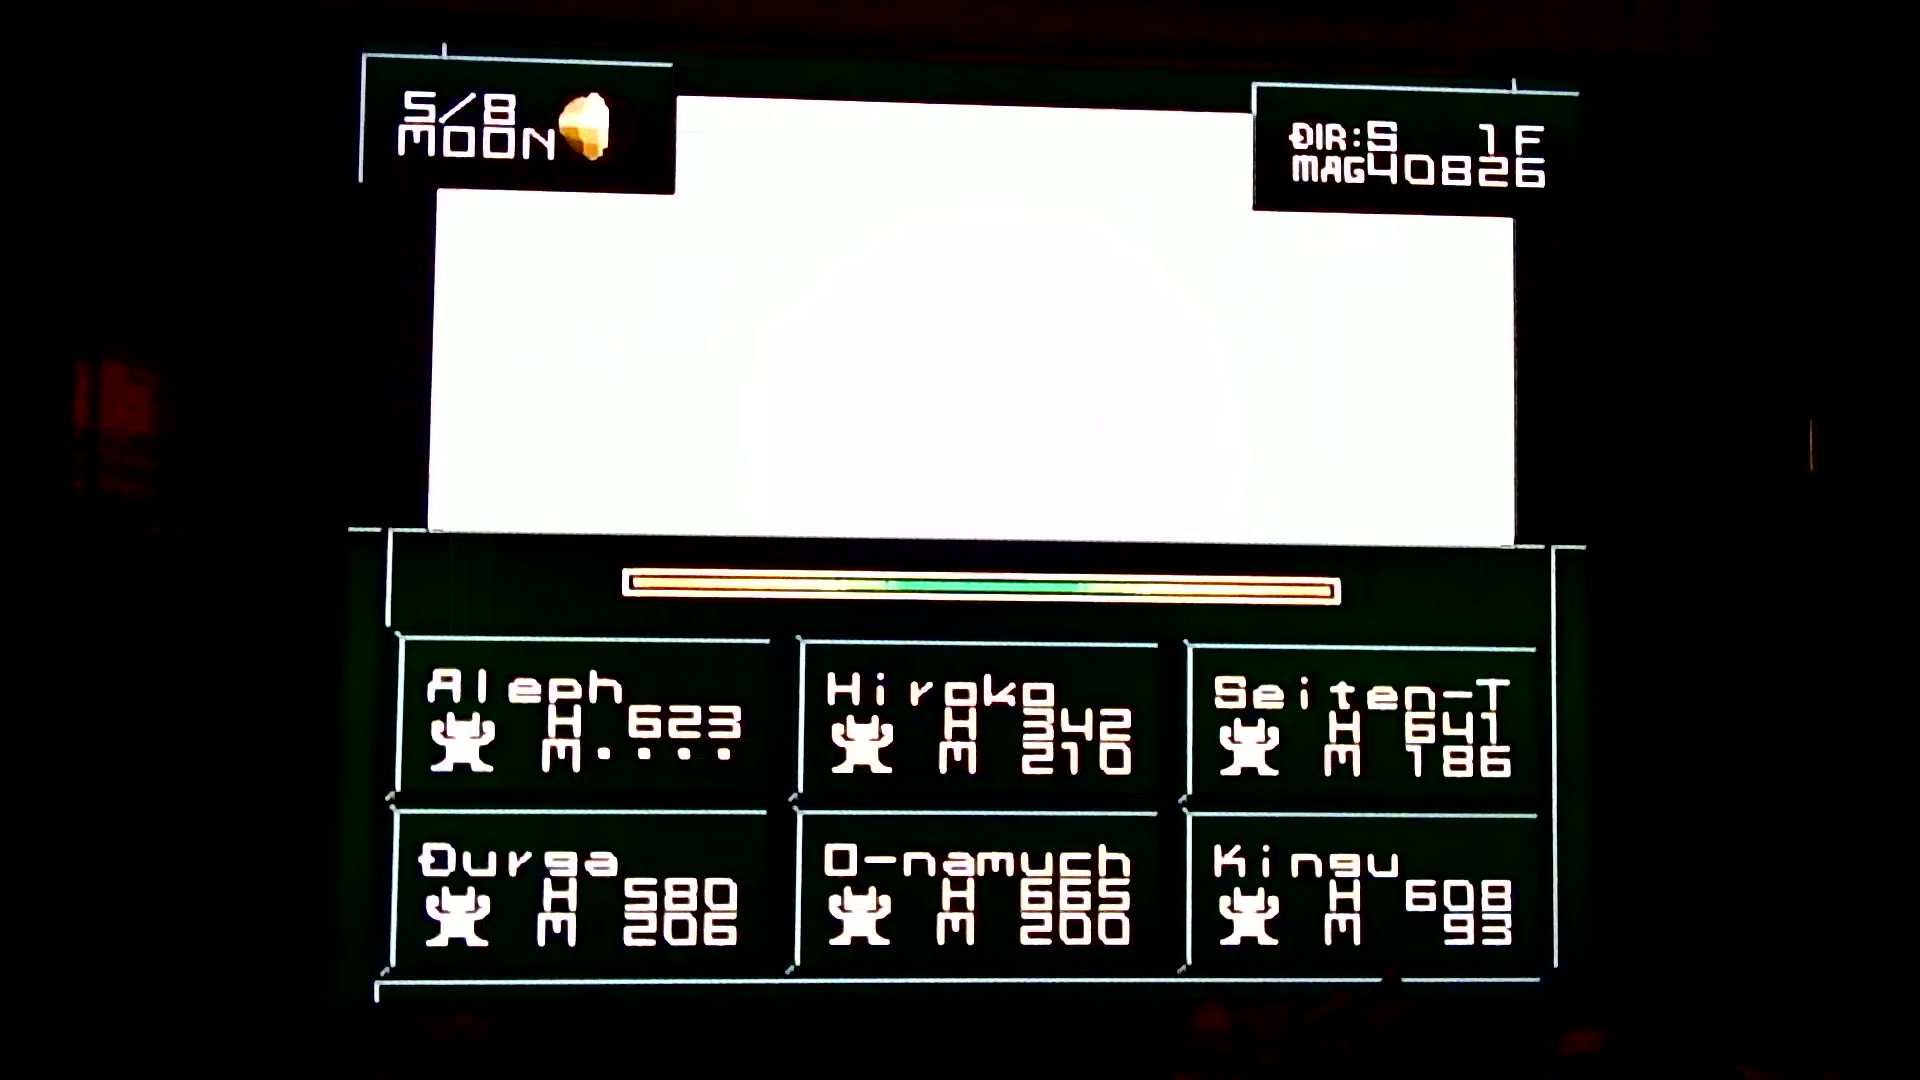 5/8
MOON
DIR:S 1F
MAG40826
Aleph
H 623
M....
Hiroko
H 342
M 210
Seiten-T
H 641
M 186
Durga
H 580
M 206
O-namuch
H 665
M 200
Kingu
H 608
M 93